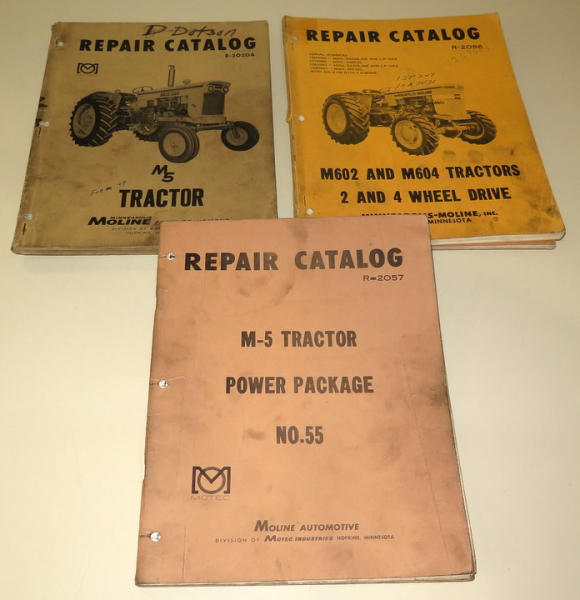 D-Dotson
REPAIR CATALOG
R-2020A
M5
TRACTOR
MINNEAPOLIS
MOLINE
REPAIR CATALOG
R-2086
M602 AND M604 TRACTORS
2 AND 4 WHEEL DRIVE
MINNEAPOLIS-MOLINE, INC.
MINNESOTA
REPAIR CATALOG
R-2057
M-5 TRACTOR
POWER PACKAGE
NO.55
MOTEC
MOLINE AUTOMOTIVE
DIVISION OF MOTEC INDUSTRIES HOPKINS, MINNESOTA